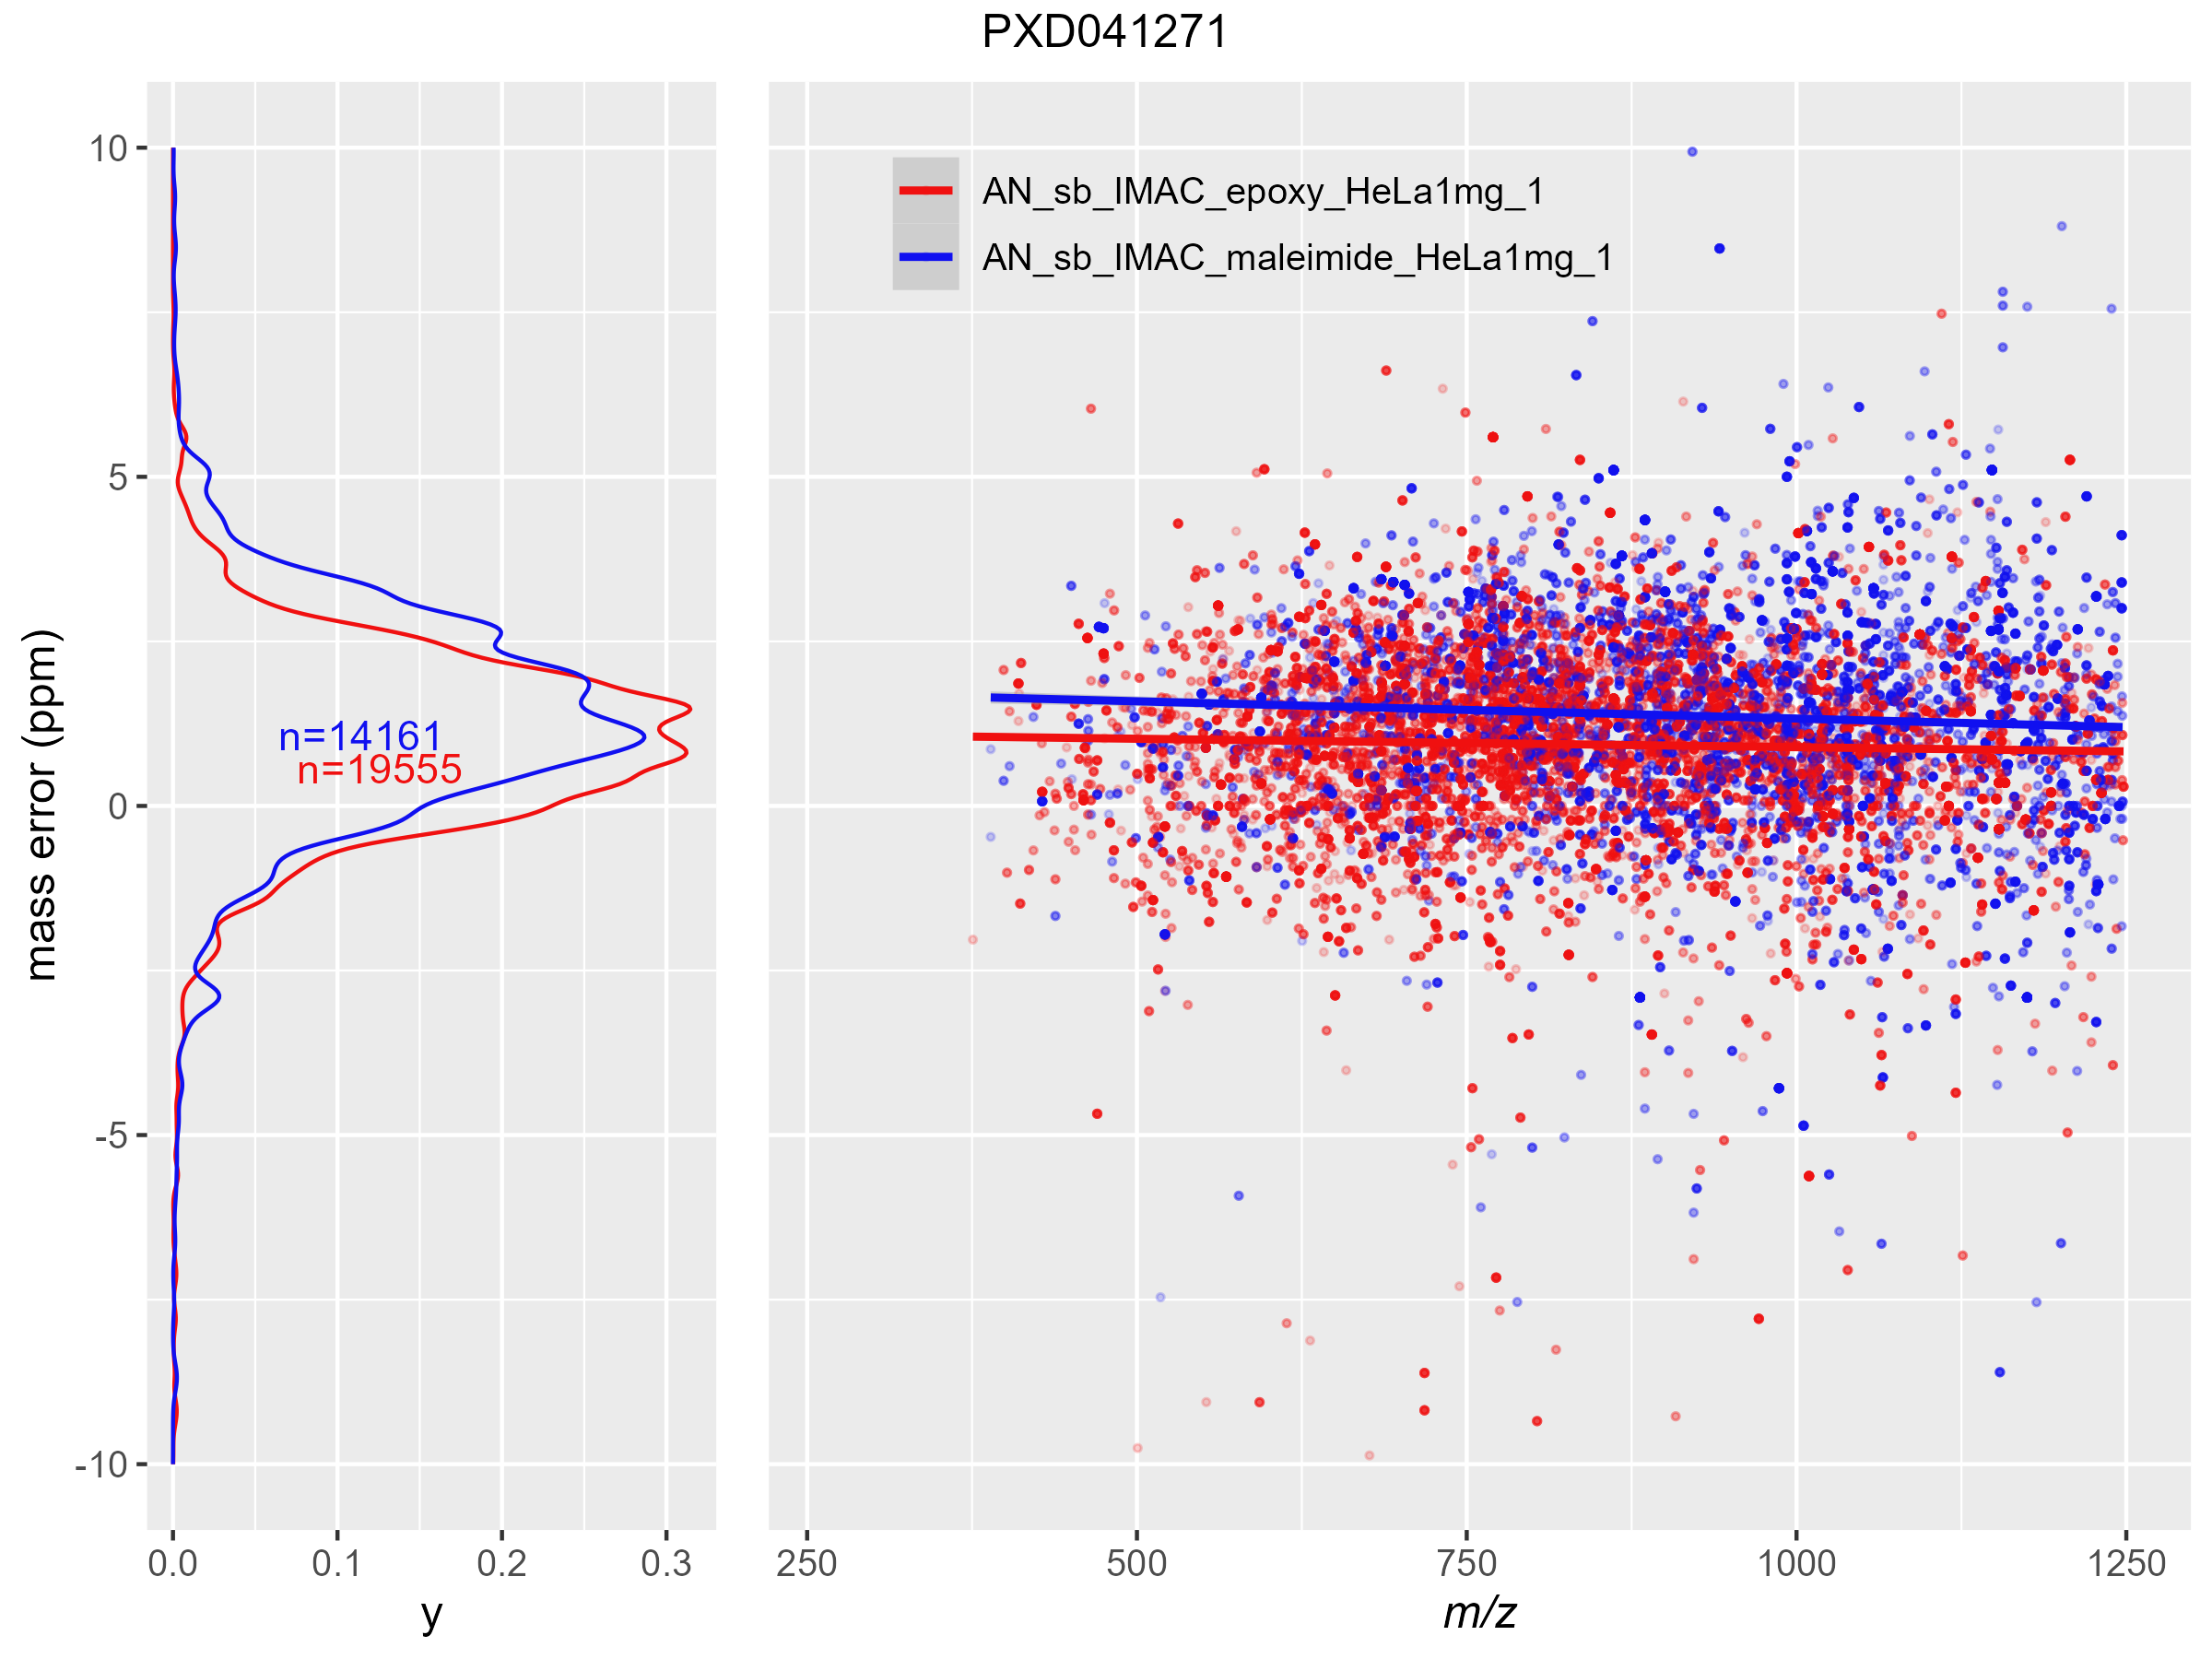 PXD041271
mass error (ppm)
10
5
0
-5
-10
n=14161
n=19555
0.0 0.1 0.2 0.3
y
AN_sb_IMAC_epoxy_HeLa1mg_1
AN_sb_IMAC_maleimide_HeLa1mg_1
250 500 750 1000 1250
m/z